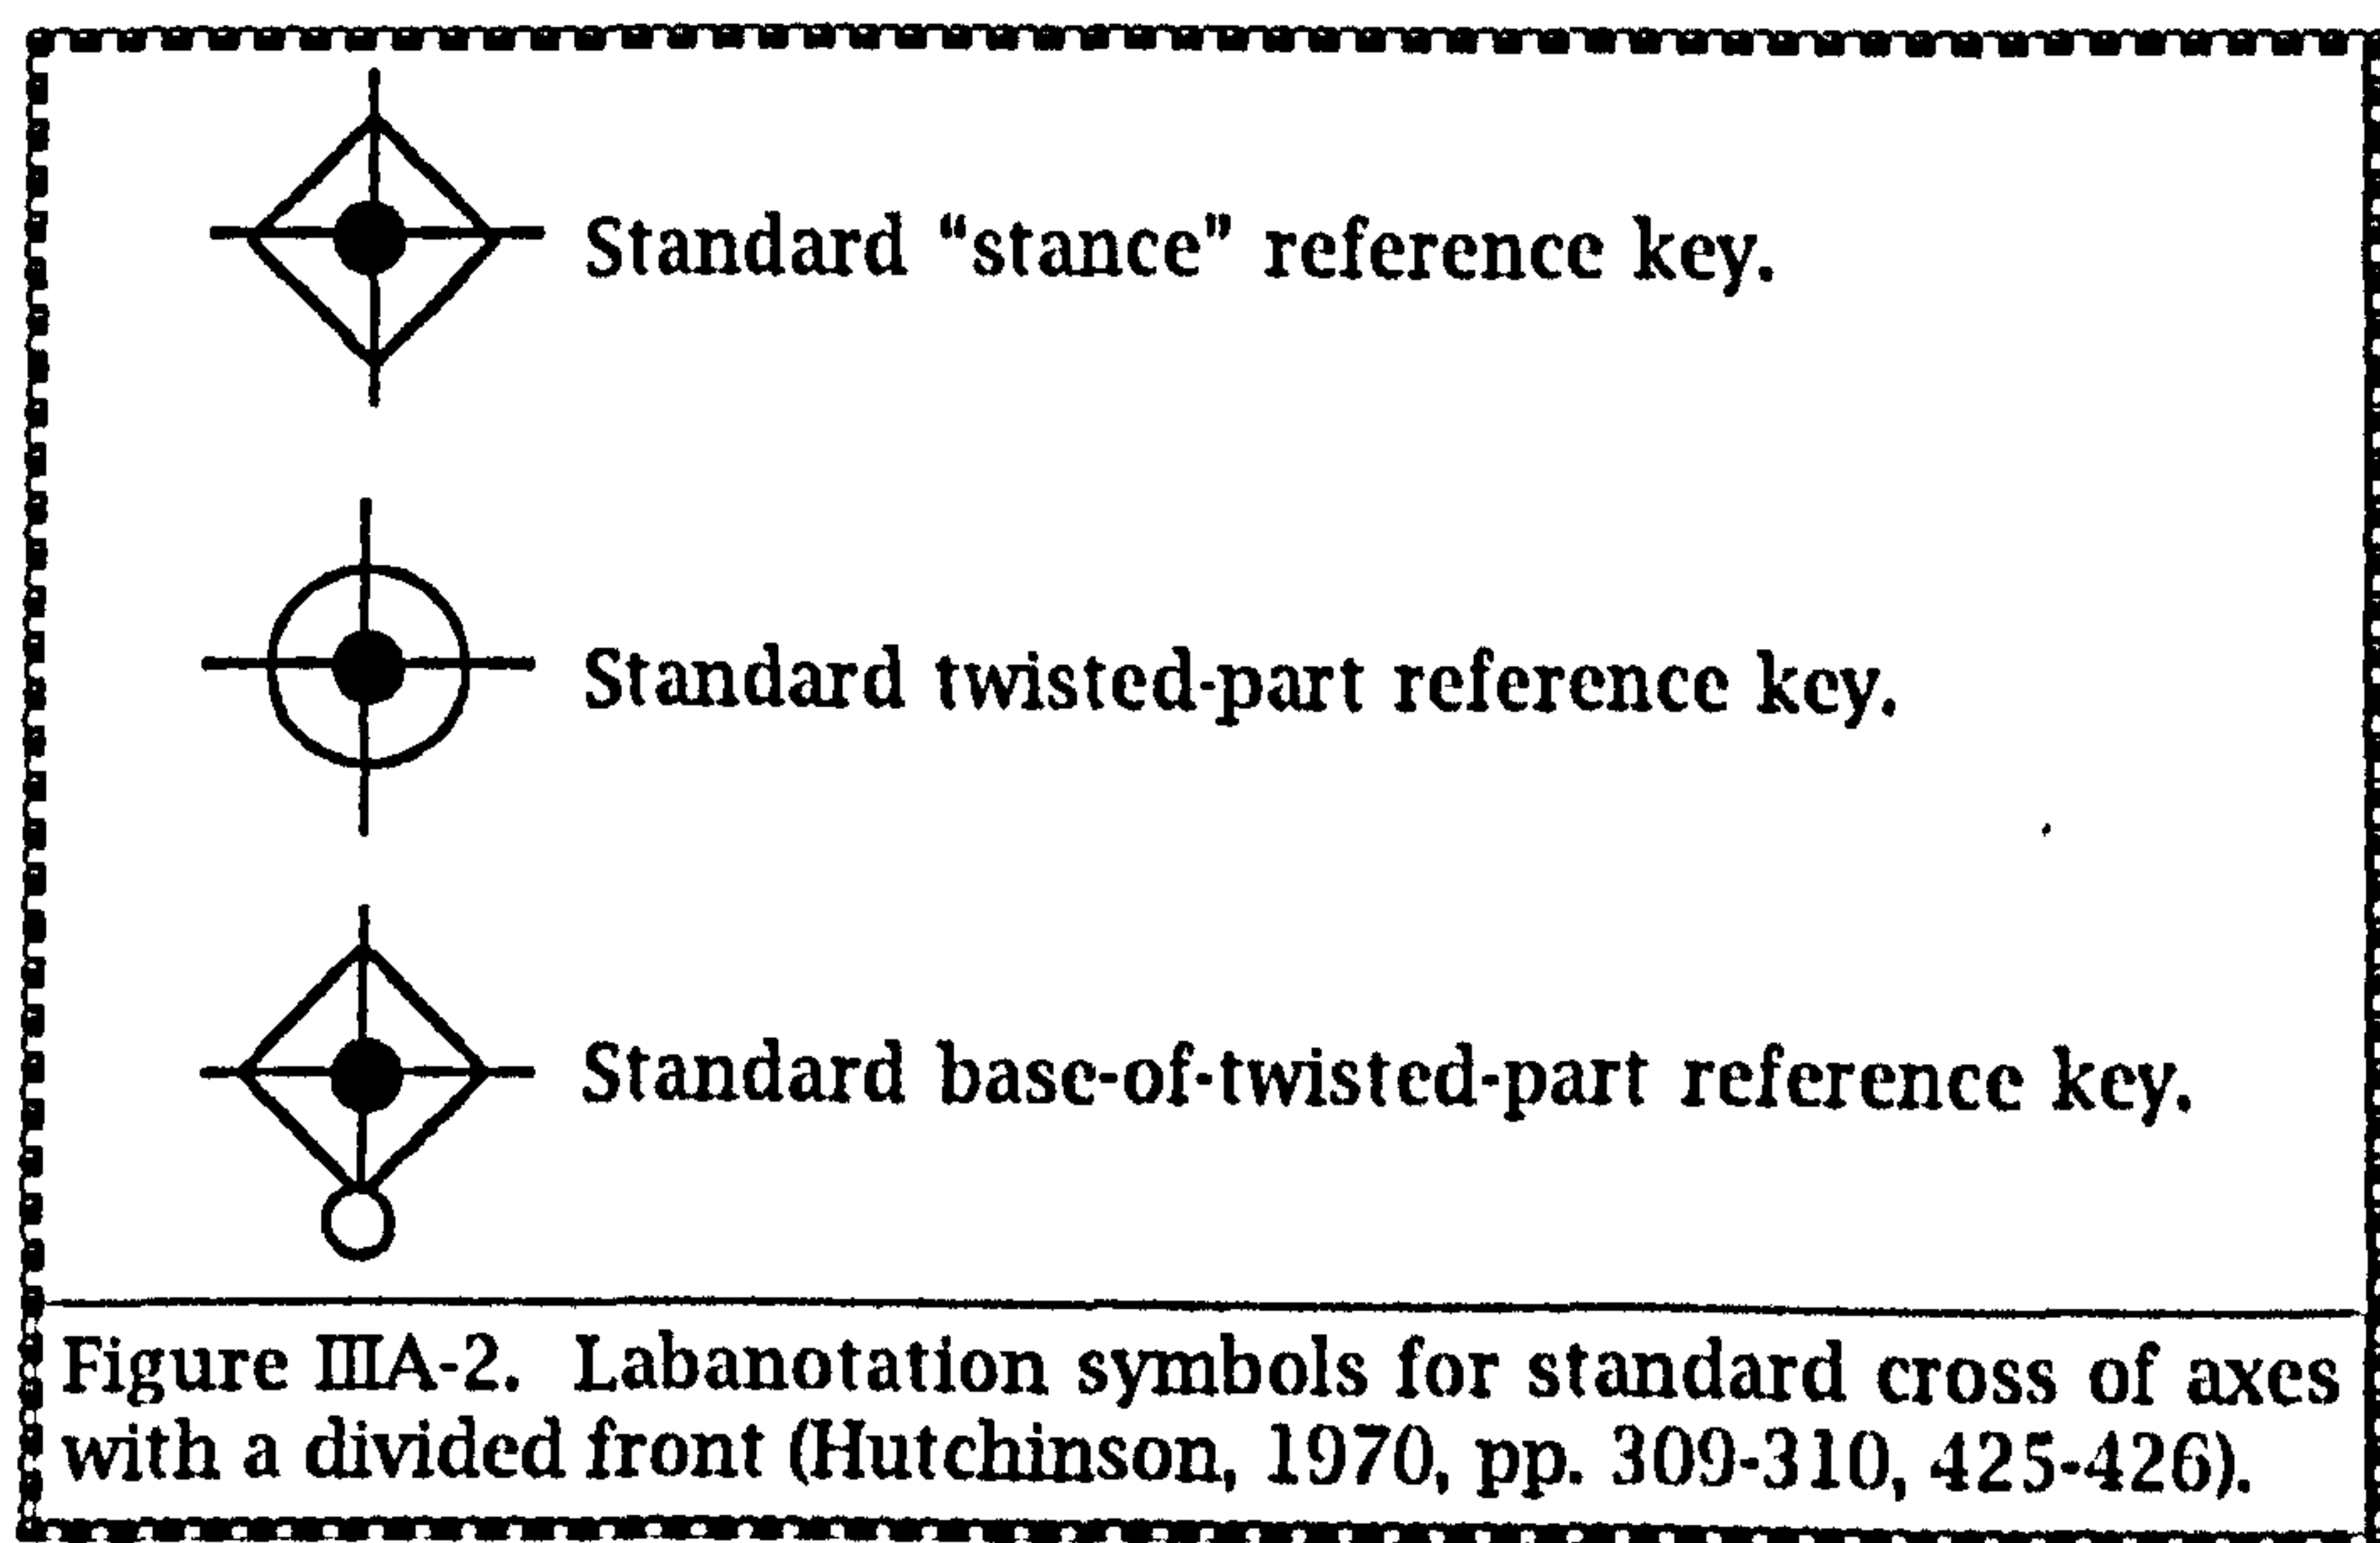 Standard “stance” reference key.
Standard twisted-part reference key.
Standard base-of-twisted-part reference key.
Figure IIIA-2. Labanotation symbols for standard cross of axes
with a divided front (Hutchinson, 1970, pp. 309-310, 425-426).